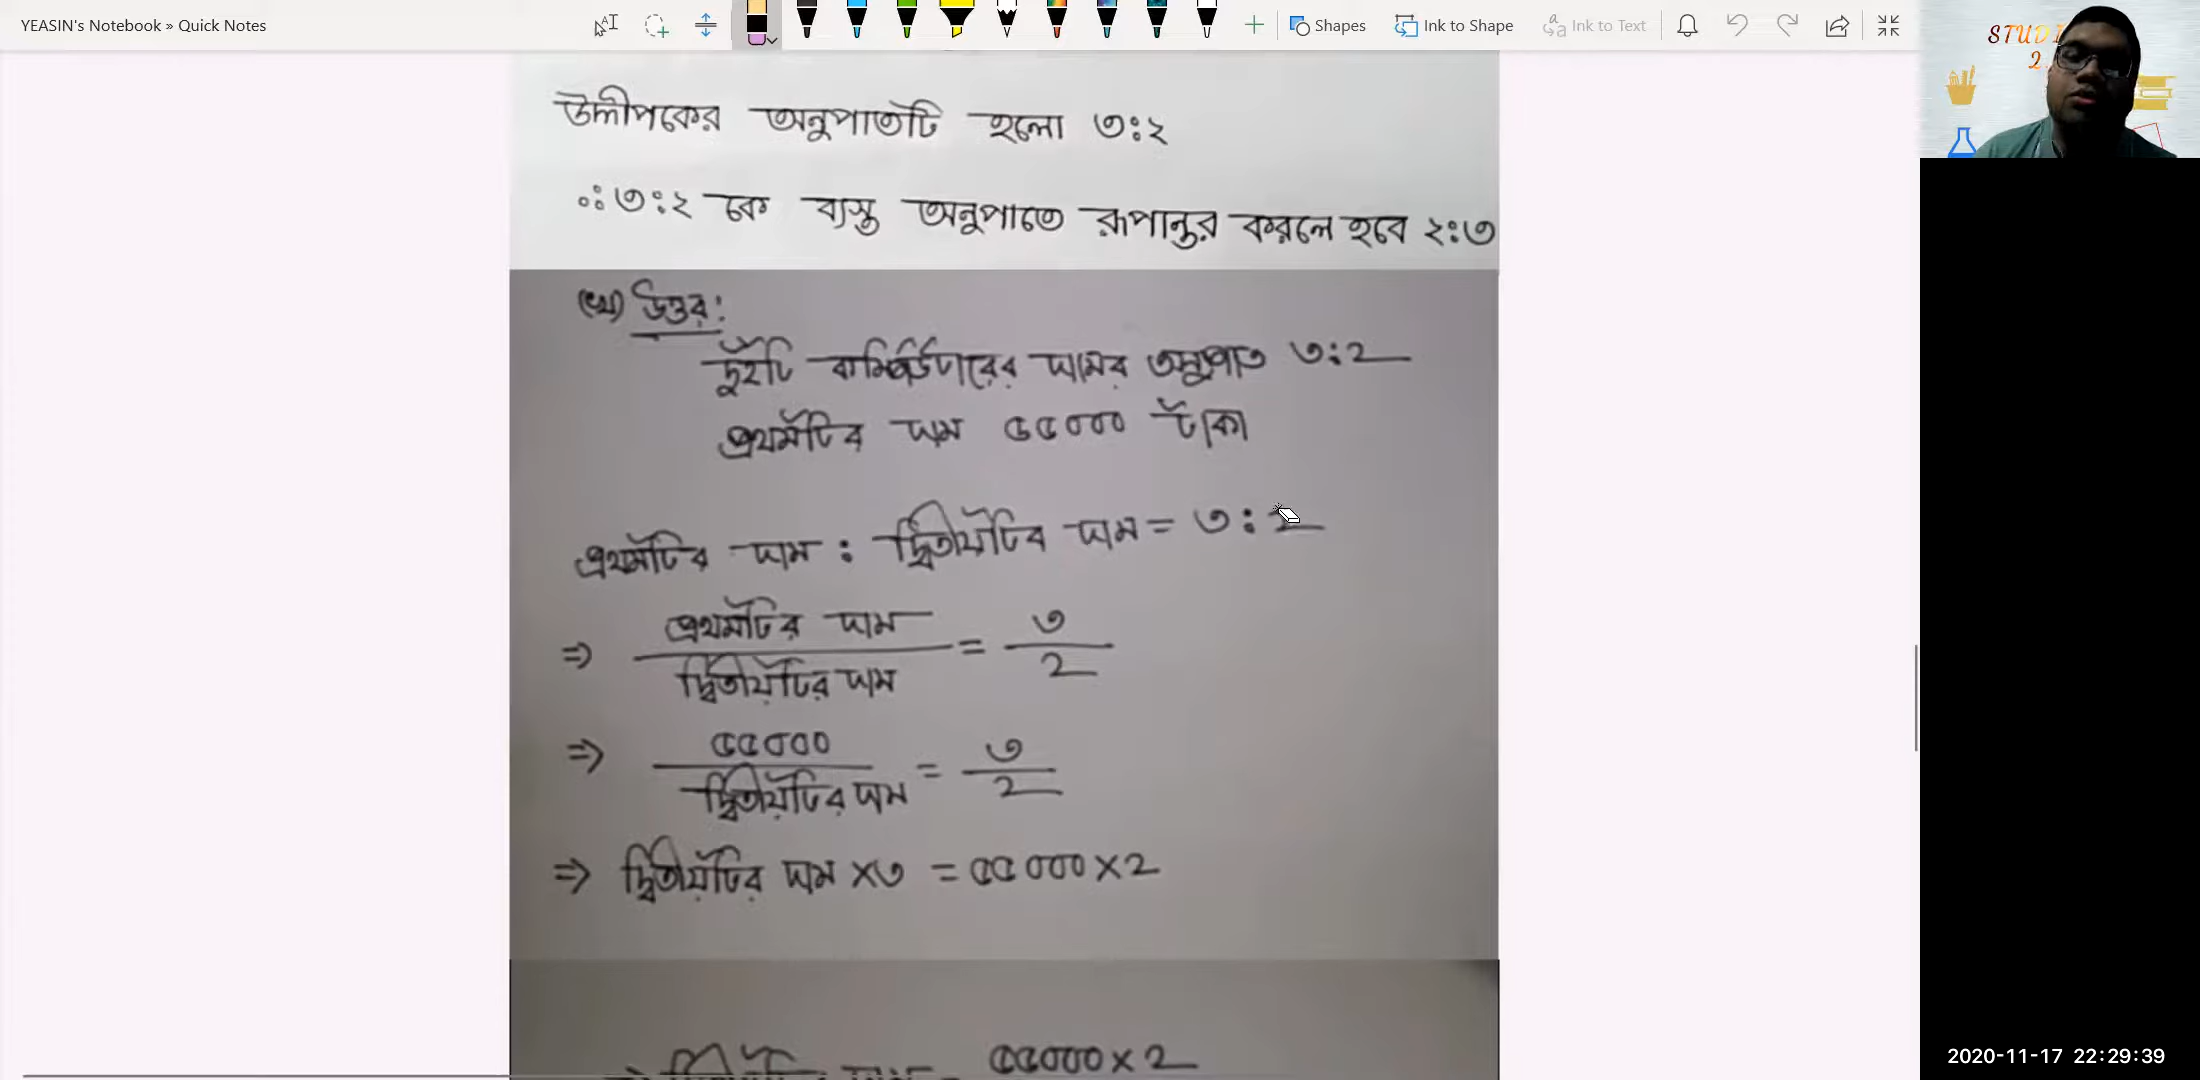 YEASIN's Notebook » Quick Notes
Shapes
Ink to Shape
Ink to Text
উদ্দীপকের অনুপাতটি হলো ৩:২
∴ ৩:২ কে ব্যস্ত অনুপাতে রূপান্তর করলে হবে ২:৩
(খ) উত্তর:
দুইটি কম্পিউটারের দামের অনুপাত ৩:2
প্রথমটির দাম ৫৫০০০ টাকা
প্রথমটির দাম : দ্বিতীয়টির দাম = ৩:2
⇒ প্রথমটির দাম / দ্বিতীয়টির দাম = ৩ / 2
⇒ ৫৫০০০ / দ্বিতীয়টির দাম = ৩ / 2
⇒ দ্বিতীয়টির দাম ×৩ = ৫৫০০০×2
৫৫০০০×2
2020-11-17 22:29:39